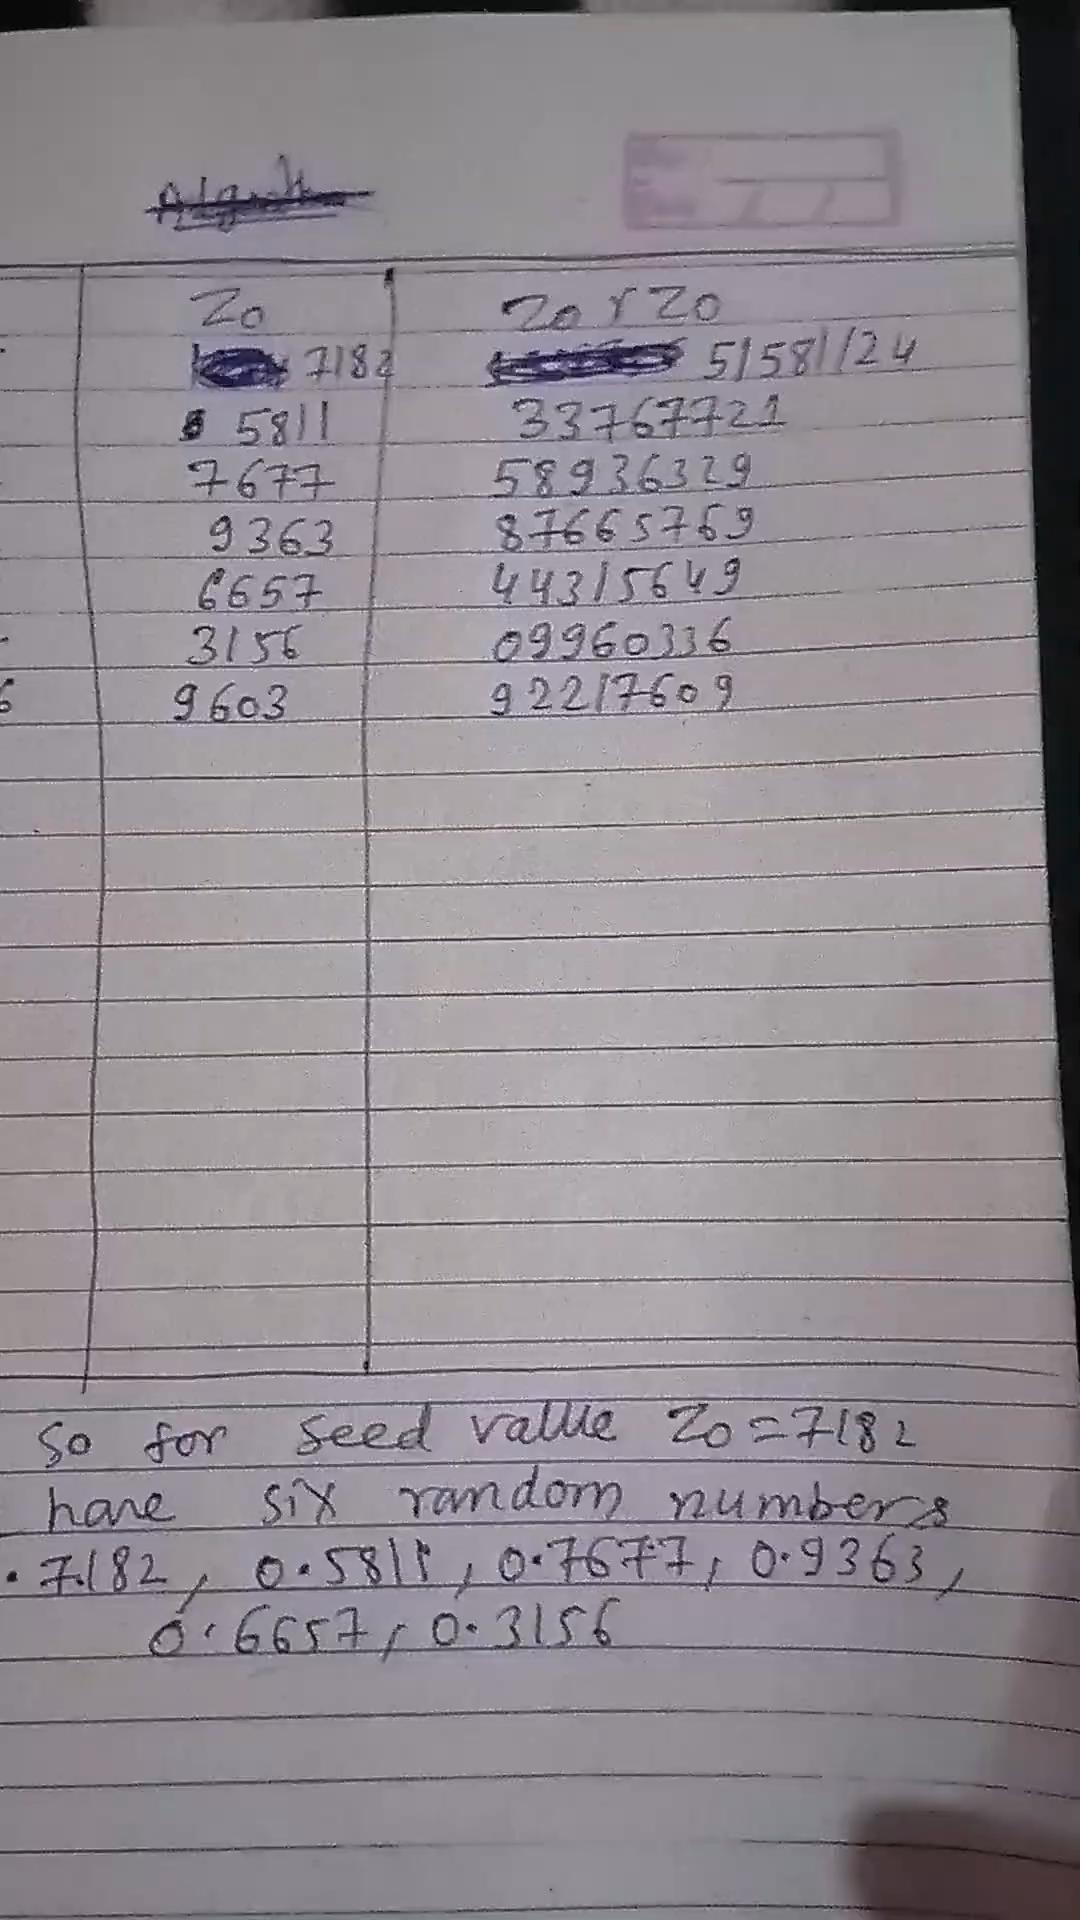 Z0 Z0 x Z0
7182 51581124
5811 33767721
7677 58936329
9363 87665769
6657 44315649
3156 09960336
6 9603 92217609
So for seed value Z0 = 7182
have six random numbers
.7182, 0.5811, 0.7677, 0.9363,
0.6657, 0.3156